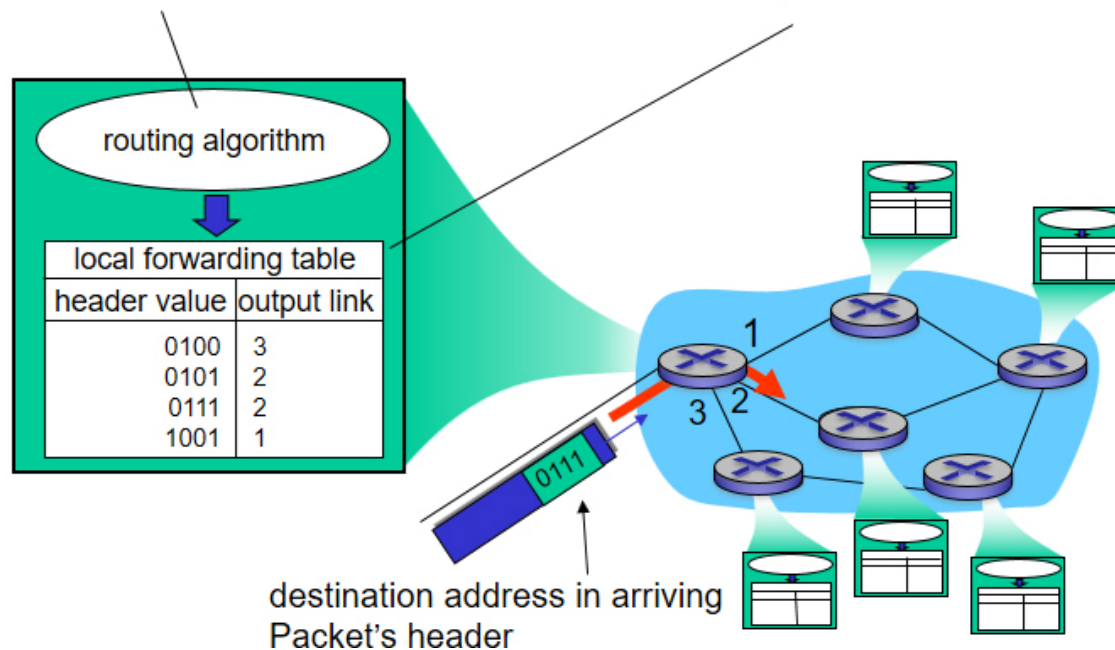 routing algorithm
local forwarding table
header value output link
0100 3
0101 2
0111 2
1001 1
1
2
3
0111
destination address in arriving
Packet's header